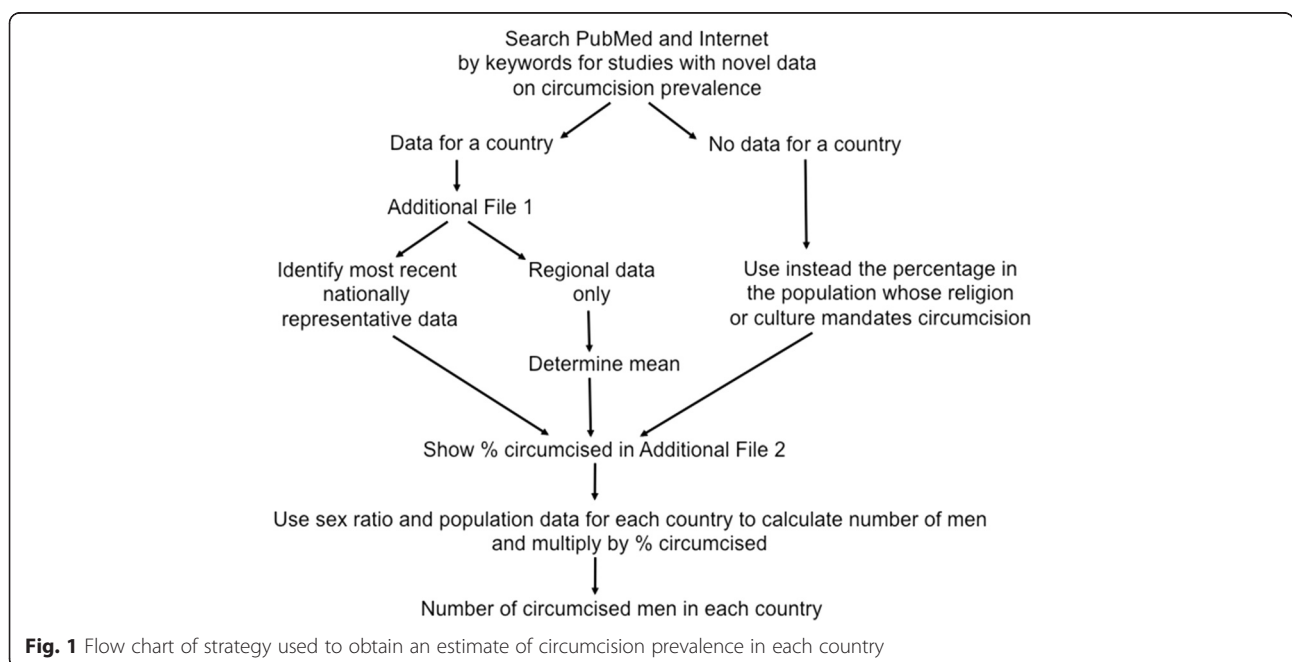 Search PubMed and Internet
by keywords for studies with novel data
on circumcision prevalence
Data for a country
No data for a country
Additional File 1
Identify most recent
nationally
representative data
Regional data
only
Use instead the percentage in
the population whose religion
or culture mandates circumcision
Determine mean
Show % circumcised in Additional File 2
Use sex ratio and population data for each country to calculate number of men
and multiply by % circumcised
Number of circumcised men in each country
Fig. 1 Flow chart of strategy used to obtain an estimate of circumcision prevalence in each country